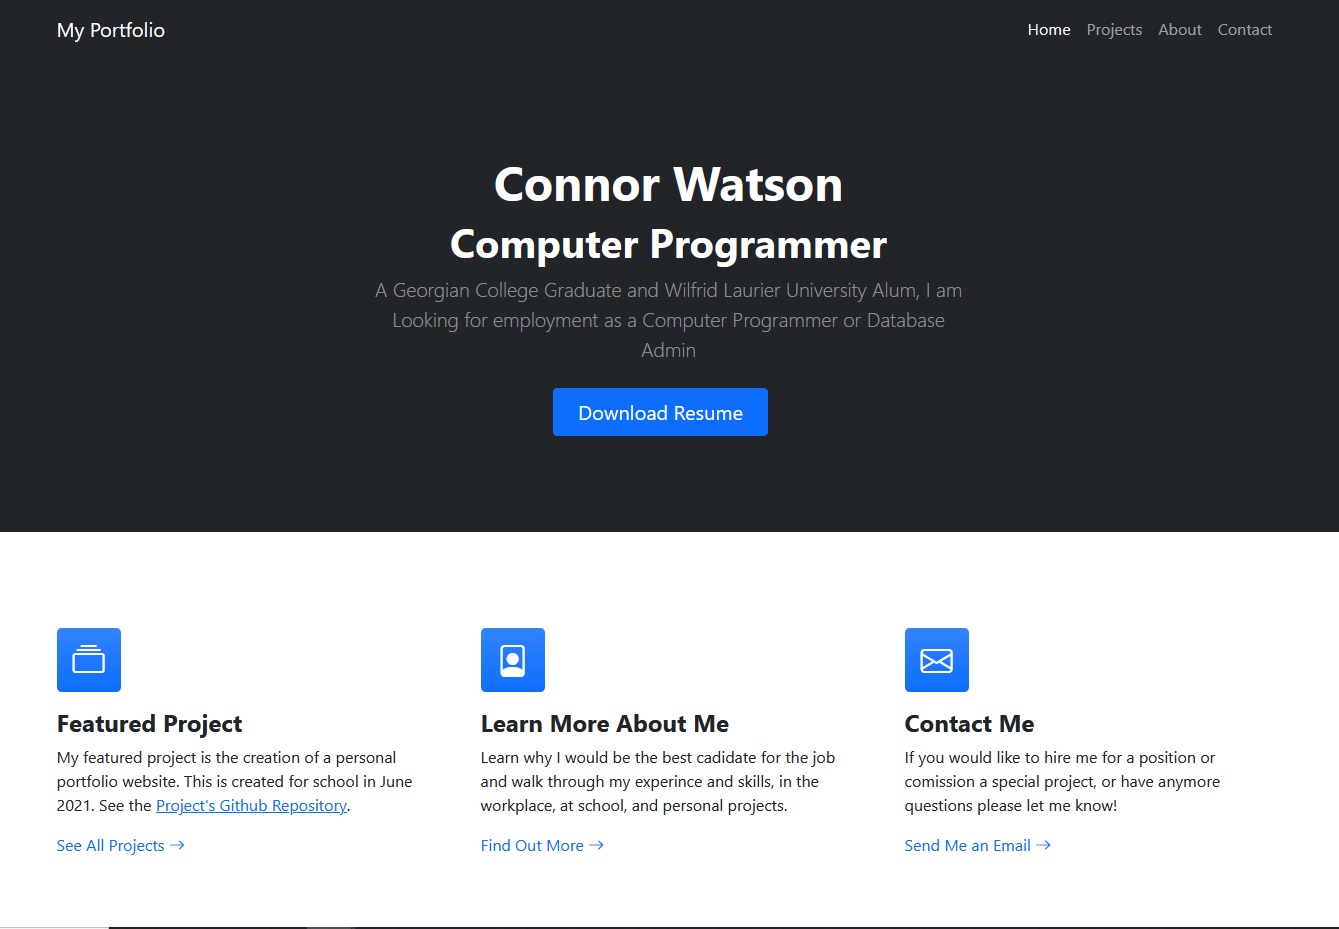 My Portfolio
Home Projects About Contact
Connor Watson
Computer Programmer
A Georgian College Graduate and Wilfrid Laurier University Alum, I am
Looking for employment as a Computer Programmer or Database
Admin
Download Resume
Featured Project
My featured project is the creation of a personal
portfolio website. This is created for school in June
2021. See the Project's Github Repository.
See All Projects →
Learn More About Me
Learn why I would be the best cadidate for the job
and walk through my experince and skills, in the
workplace, at school, and personal projects.
Find Out More →
Contact Me
If you would like to hire me for a position or
comission a special project, or have anymore
questions please let me know!
Send Me an Email →